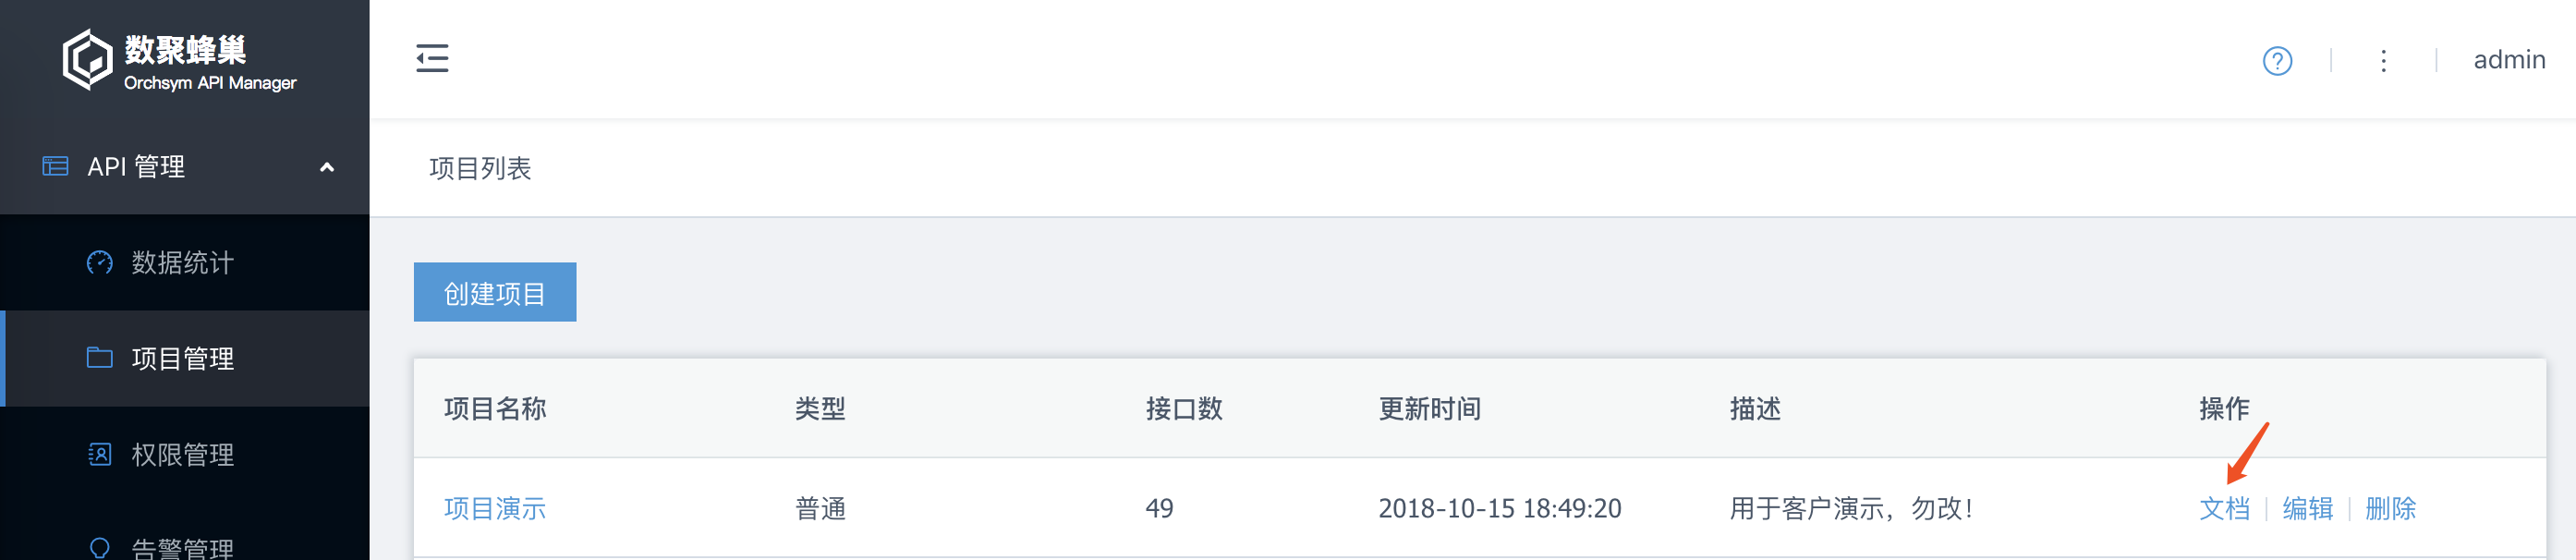 数聚蜂巢
Orchsym API Manager
admin
API 管理
项目列表
数据统计
创建项目
项目管理
项目名称 类型 接口数 更新时间 描述 操作
权限管理
项目演示 普通 49 2018-10-15 18:49:20 用于客户演示，勿改！ 文档 编辑 删除
告警管理